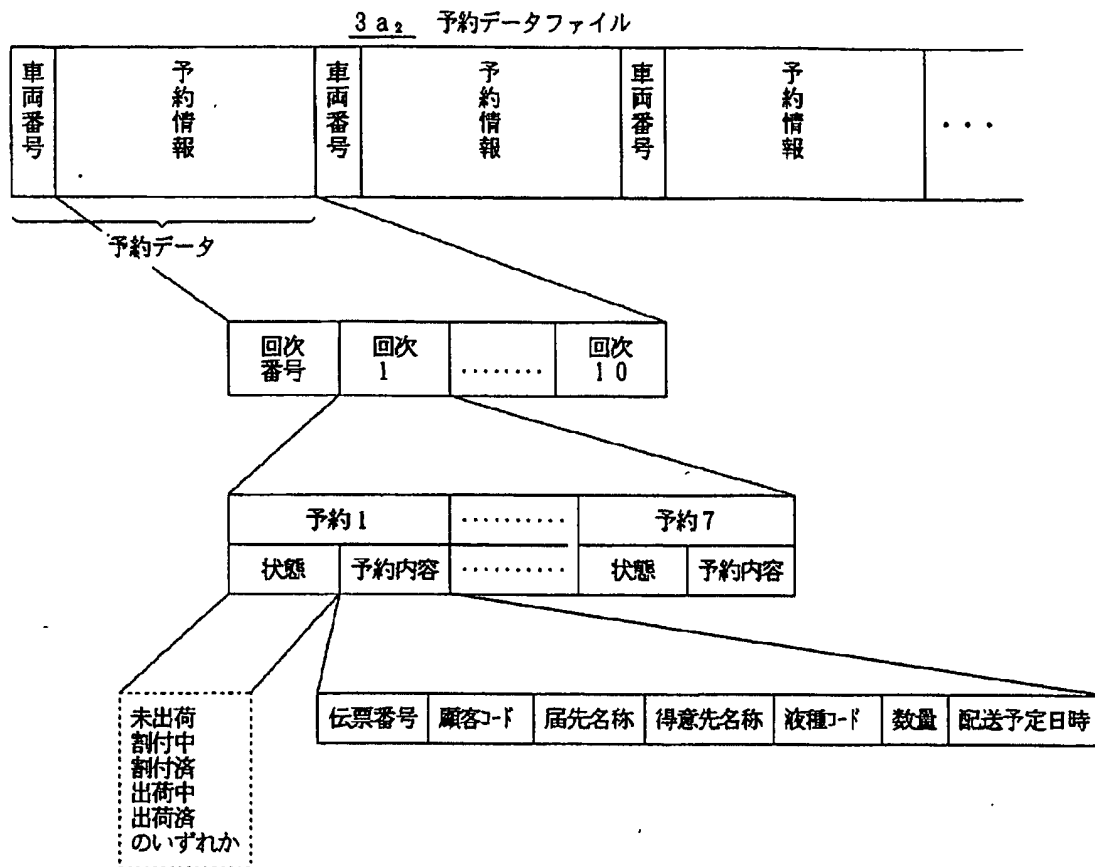 3a₂ 予約データファイル
車両番号 予約情報 車両番号 予約情報 車両番号 予約情報 ・・・
予約データ
回次番号 回次1 ........ 回次10
予約1 .......... 予約7
状態 予約内容 .......... 状態 予約内容
未出荷
割付中
割付済
出荷中
出荷済
のいずれか
伝票番号 顧客コード 届先名称 得意先名称 液種コード 数量 配送予定日時